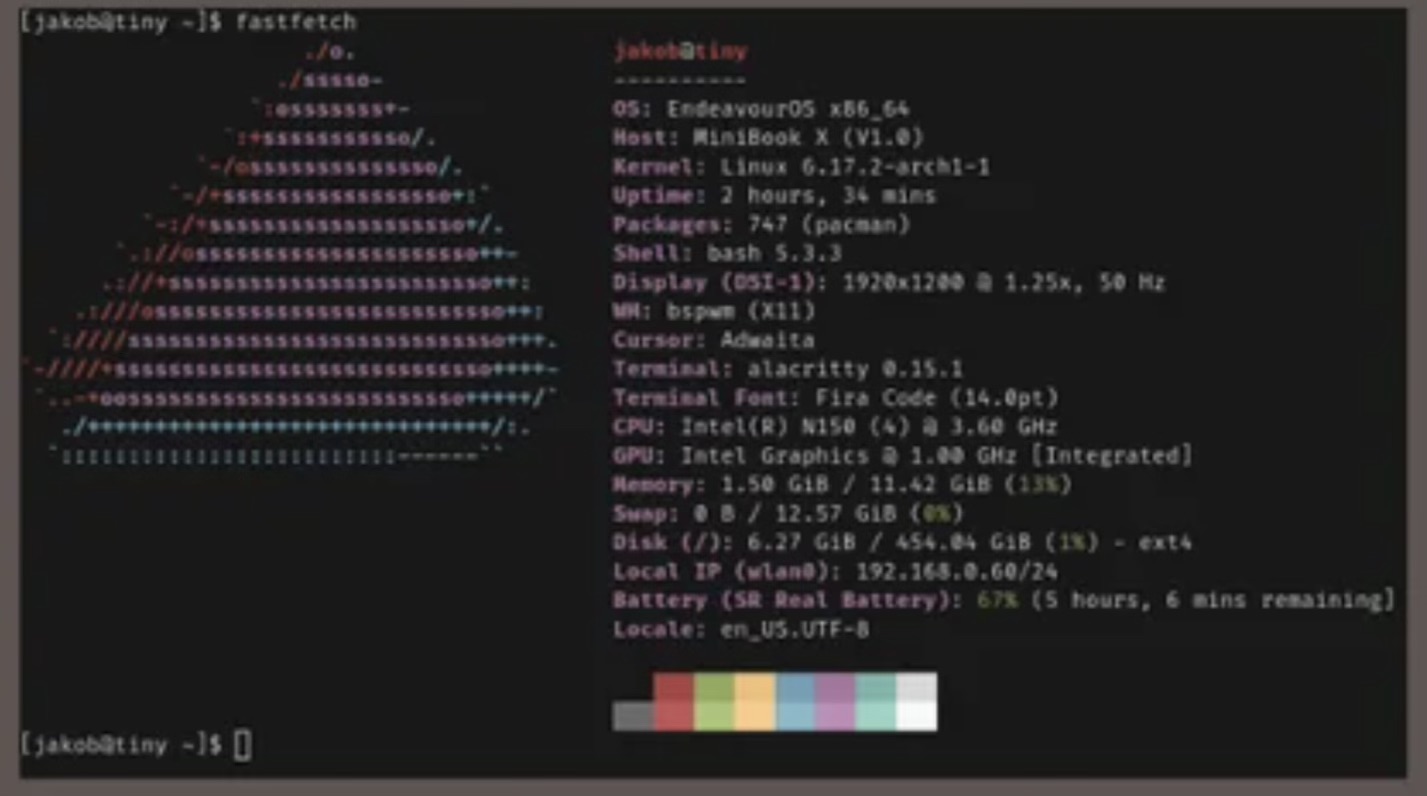 [jakob@tiny ~]$ fastfetch
jakob@tiny
----------
OS: EndeavourOS x86_64
Host: MiniBook X (V1.0)
Kernel: Linux 6.17.2-arch1-1
Uptime: 2 hours, 34 mins
Packages: 747 (pacman)
Shell: bash 5.3.3
Display (DSI-1): 1920x1200 @ 1.25x, 50 Hz
WM: bspwm (X11)
Cursor: Adwaita
Terminal: alacritty 0.15.1
Terminal Font: Fira Code (14.0pt)
CPU: Intel(R) N150 (4) @ 3.60 GHz
GPU: Intel Graphics @ 1.00 GHz [Integrated]
Memory: 1.50 GiB / 11.42 GiB (13%)
Swap: 0 B / 12.57 GiB (0%)
Disk (/): 6.27 GiB / 454.04 GiB (1%) - ext4
Local IP (wlan0): 192.168.0.60/24
Battery (SR Real Battery): 67% (5 hours, 6 mins remaining]
Locale: en_US.UTF-8
[jakob@tiny ~]$